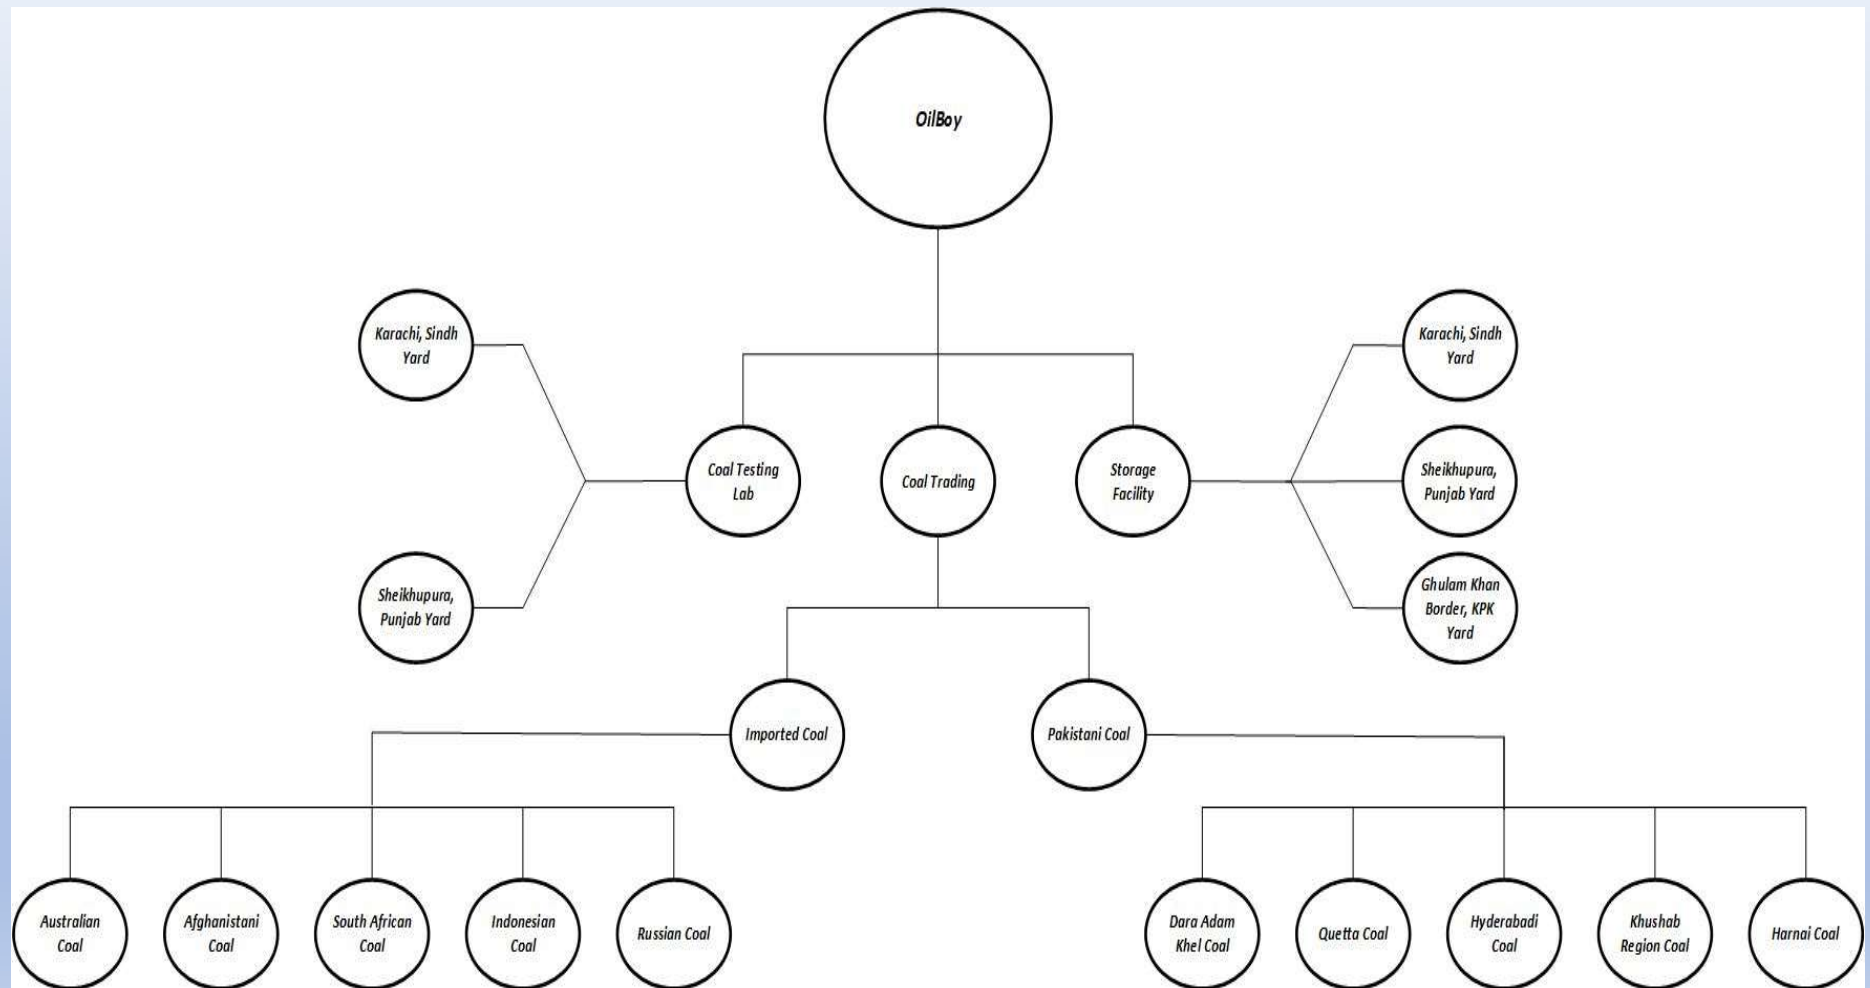 OilBoy
Karachi, Sindh
Yard
Karachi, Sindh
Yard
Coal Testing
Lab
Coal Trading
Storage
Facility
Sheikhupura,
Punjab Yard
Sheikhupura,
Punjab Yard
Ghulam Khan
Border, KPK
Yard
Imported Coal
Pakistani Coal
Australian
Coal
Afghanistani
Coal
South African
Coal
Indonesian
Coal
Russian Coal
Dara Adam
Khel Coal
Quetta Coal
Hyderabadi
Coal
Khushab
Region Coal
Harnai Coal